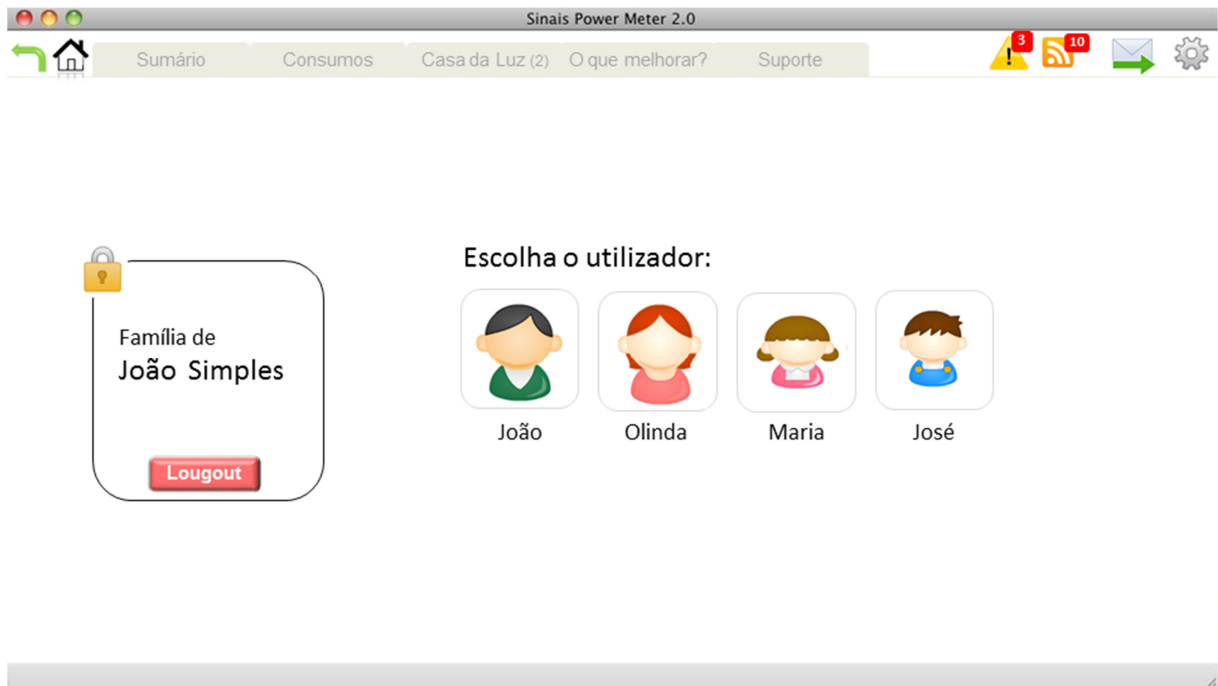 Sinais Power Meter 2.0
Sumário
Consumos
Casa da Luz (2)
O que melhorar?
Suporte
3
10
Escolha o utilizador:
Família de
João Simples
Lougout
João
Olinda
Maria
José